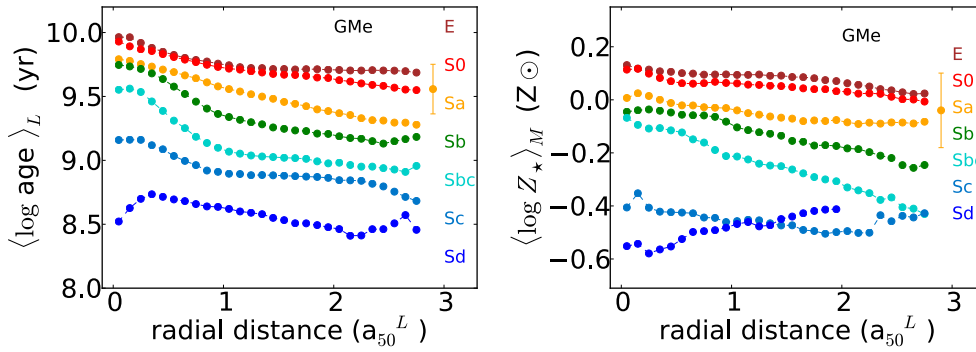 GMe
E
S0
Sa
Sb
Sbc
Sc
Sd
10.0
9.5
9.0
8.5
8.0
0
1
2
3
⟨log age⟩L (yr)
radial distance (a50L)
GMe
E
S0
Sa
Sb
Sbc
Sc
Sd
0.2
0.0
−0.2
−0.4
−0.6
0
1
2
3
⟨log Z⋆⟩M (Z⊙)
radial distance (a50L)